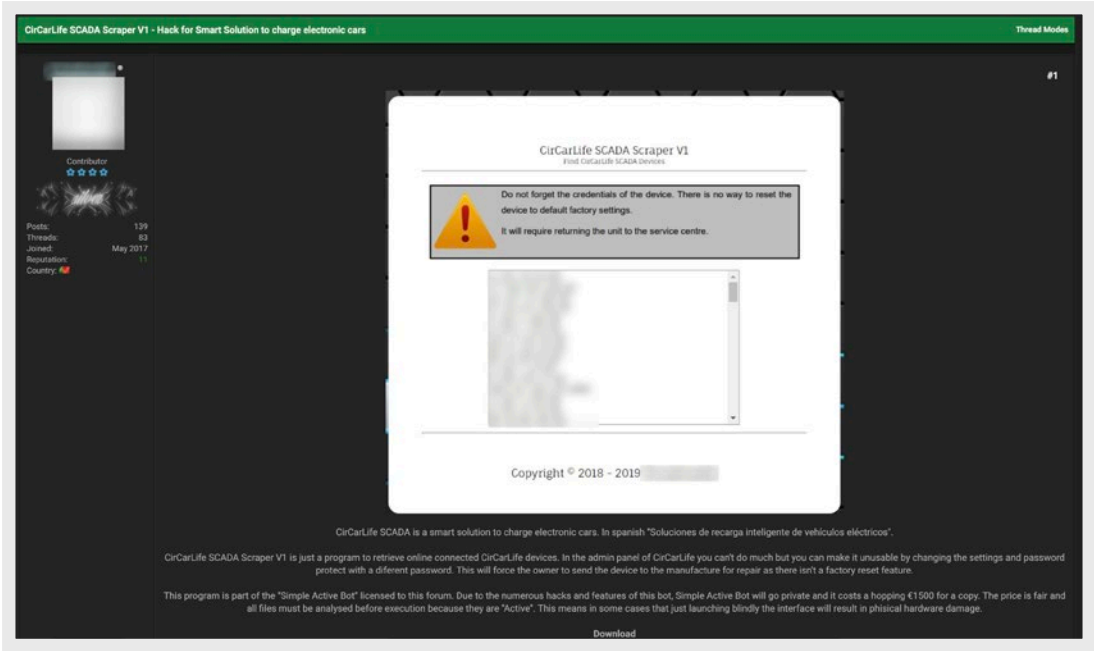 CirCarLife SCADA Scraper V1 - Hack for Smart Solution to charge electronic cars
Thread Modes
#1
Contributor
Posts: 139
Threads: 83
Joined: May 2017
Reputation: 11
Country:
CirCarLife SCADA Scraper V1
Find CirCarLife SCADA Devices
Do not forget the credentials of the device. There is no way to reset the
device to default factory settings.
It will require returning the unit to the service centre.
Copyright © 2018 - 2019
CirCarLife SCADA is a smart solution to charge electronic cars. In spanish "Soluciones de recarga inteligente de vehículos eléctricos".
CirCarLife SCADA Scraper V1 is just a program to retrieve online connected CirCarLife devices. In the admin panel of CirCarLife you can't do much but you can make it unusable by changing the settings and password
protect with a diferent password. This will force the owner to send the device to the manufacture for repair as there isn't a factory reset feature.
This program is part of the "Simple Active Bot" licensed to this forum. Due to the numerous hacks and features of this bot, Simple Active Bot will go private and it costs a hopping €1500 for a copy. The price is fair and
all files must be analysed before execution because they are "Active". This means in some cases that just launching blindly the interface will result in phisical hardware damage.
Download